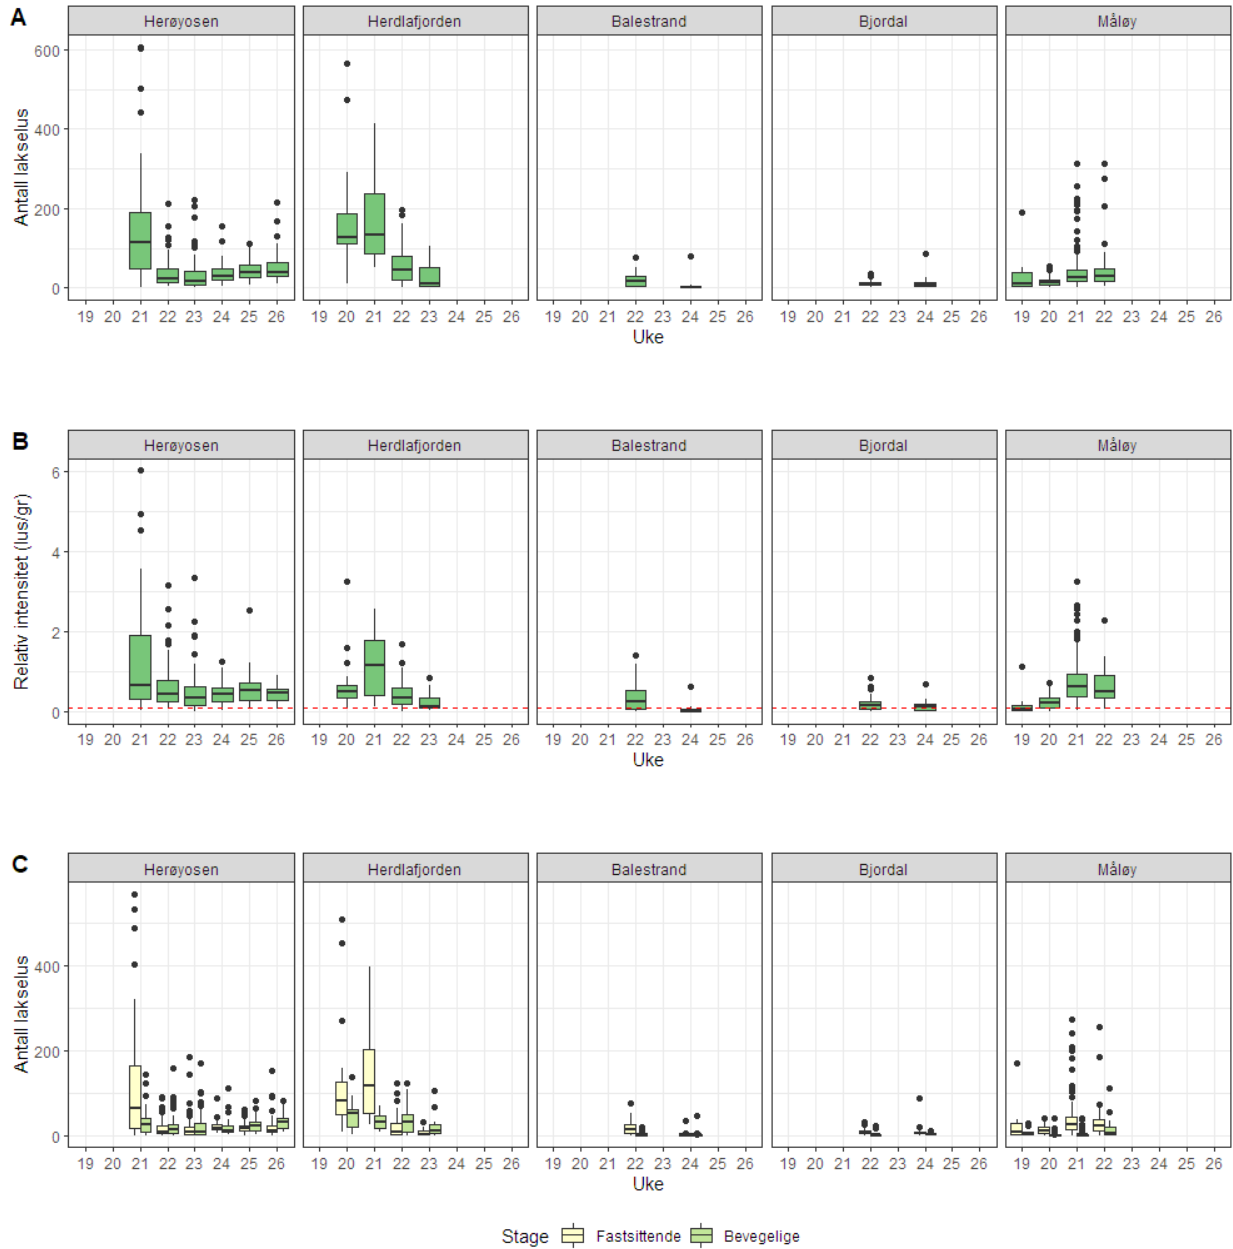 A
Herøyosen Herdlafjorden Balestrand Bjordal Måløy
600
400
200
0
Antall lakselus
19 20 21 22 23 24 25 26 19 20 21 22 23 24 25 26 19 20 21 22 23 24 25 26 19 20 21 22 23 24 25 26 19 20 21 22 23 24 25 26
Uke
B
Herøyosen Herdlafjorden Balestrand Bjordal Måløy
6
4
2
0
Relativ intensitet (lus/gr)
19 20 21 22 23 24 25 26 19 20 21 22 23 24 25 26 19 20 21 22 23 24 25 26 19 20 21 22 23 24 25 26 19 20 21 22 23 24 25 26
Uke
C
Herøyosen Herdlafjorden Balestrand Bjordal Måløy
400
200
0
Antall lakselus
19 20 21 22 23 24 25 26 19 20 21 22 23 24 25 26 19 20 21 22 23 24 25 26 19 20 21 22 23 24 25 26 19 20 21 22 23 24 25 26
Uke
Stage Fastsittende Bevegelige